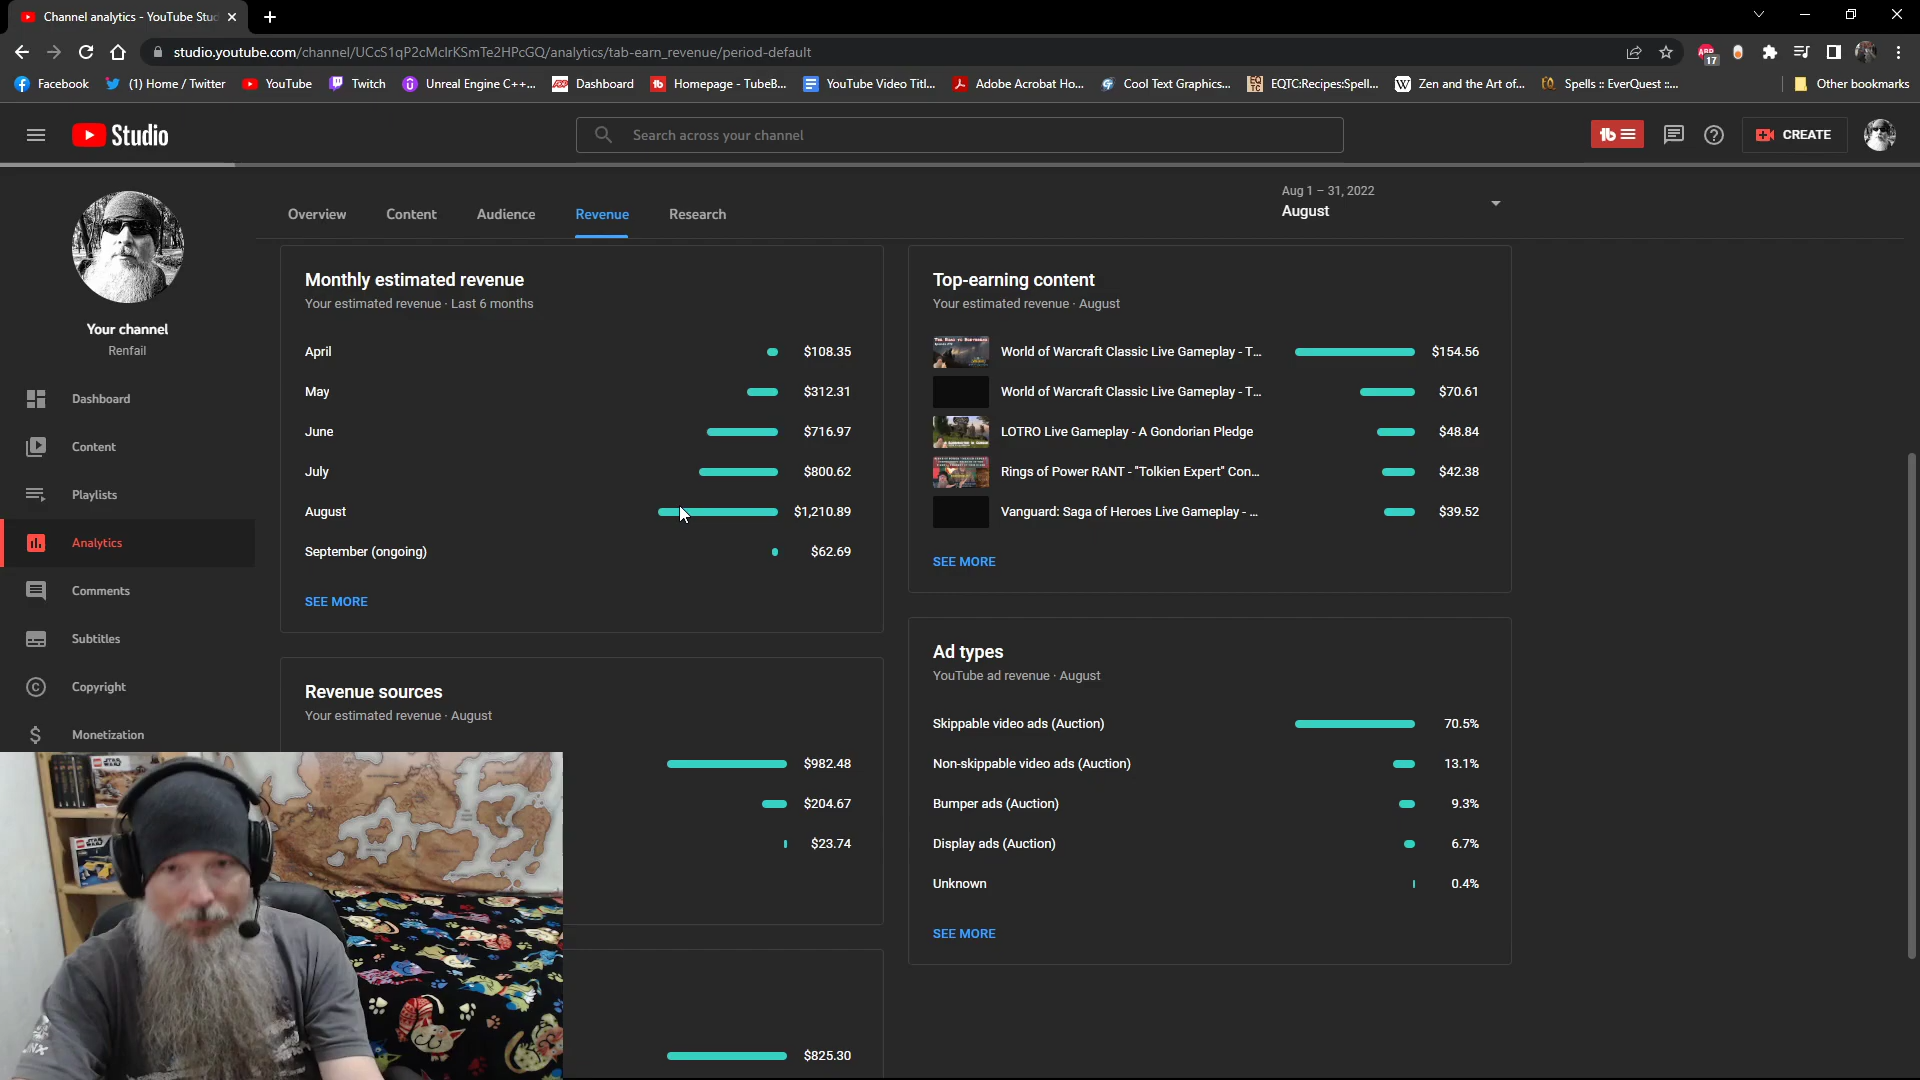 Channel analytics - YouTube Stu
studio.youtube.com/channel/UCcS1qP2cMclrKSmTe2HPcGQ/analytics/tab-earn_revenue/period-default
17
Facebook
(1) Home / Twitter
YouTube
Twitch
Unreal Engine C++...
Dashboard
Homepage - TubeB...
YouTube Video Titl...
Adobe Acrobat Ho...
Cool Text Graphics...
EQTC:Recipes:Spell...
Zen and the Art of...
Spells :: EverQuest ::...
Other bookmarks
Studio
Search across your channel
CREATE
Your channel
Renfail
Dashboard
Content
Playlists
Analytics
Comments
Subtitles
Copyright
Monetization
Overview
Content
Audience
Revenue
Research
Aug 1 – 31, 2022
August
Monthly estimated revenue
Your estimated revenue · Last 6 months
April $108.35
May $312.31
June $716.97
July $800.62
August $1,210.89
September (ongoing) $62.69
SEE MORE
Top-earning content
Your estimated revenue · August
World of Warcraft Classic Live Gameplay - T... $154.56
World of Warcraft Classic Live Gameplay - T... $70.61
LOTRO Live Gameplay - A Gondorian Pledge $48.84
Rings of Power RANT - "Tolkien Expert" Con... $42.38
Vanguard: Saga of Heroes Live Gameplay - ... $39.52
SEE MORE
Revenue sources
Your estimated revenue · August
$982.48
$204.67
$23.74
$825.30
Ad types
YouTube ad revenue · August
Skippable video ads (Auction) 70.5%
Non-skippable video ads (Auction) 13.1%
Bumper ads (Auction) 9.3%
Display ads (Auction) 6.7%
Unknown 0.4%
SEE MORE